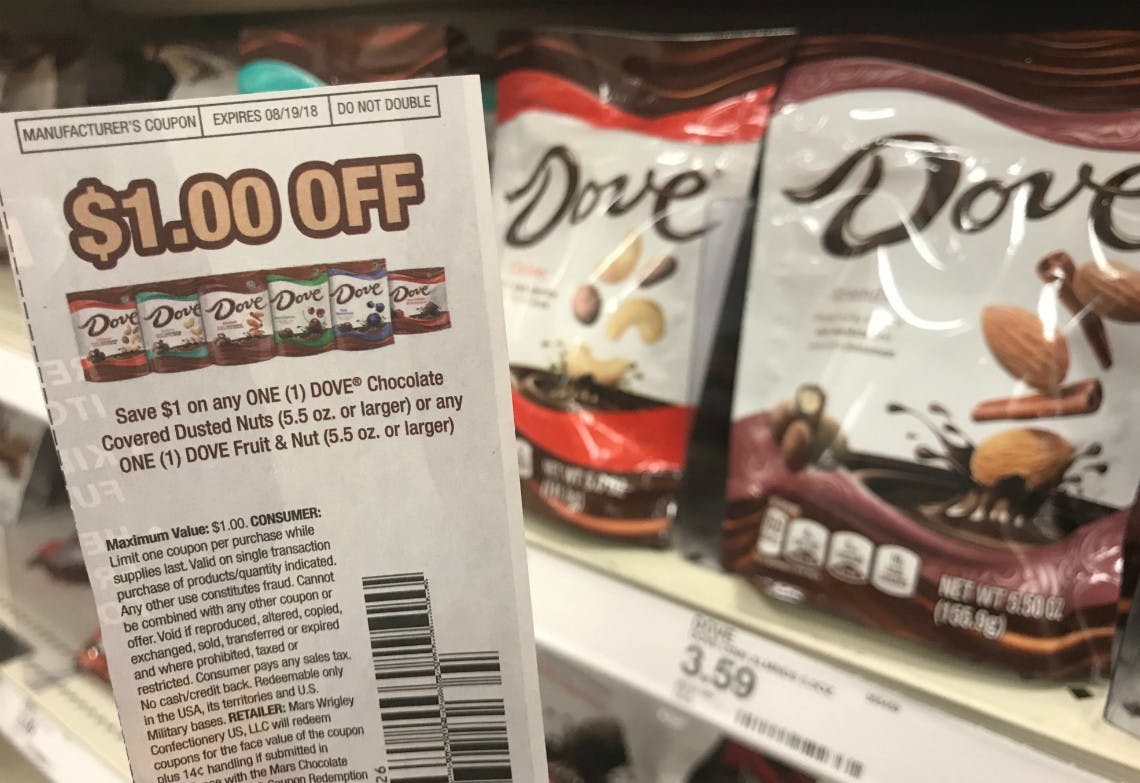 MANUFACTURER'S COUPON EXPIRES 08/19/18 DO NOT DOUBLE
$1.00 OFF
Dove Dove Dove Dove Dove Dove
Save $1 on any ONE (1) DOVE® Chocolate
Covered Dusted Nuts (5.5 oz. or larger) or any
ONE (1) DOVE Fruit & Nut (5.5 oz. or larger)
Maximum Value: $1.00. CONSUMER:
Limit one coupon per purchase while
supplies last. Valid on single transaction
purchase of products/quantity indicated.
Any other use constitutes fraud. Cannot
be combined with any other coupon or
offer. Void if reproduced, altered, copied,
exchanged, sold, transferred or expired
and where prohibited, taxed or
restricted. Consumer pays any sales tax.
No cash/credit back. Redeemable only
in the USA, its territories and U.S.
Military bases. RETAILER: Mars Wrigley
Confectionery US, LLC will redeem
coupons for the face value of the coupon
plus 14¢ handling if submitted in
with the Mars Chocolate
Coupon Redemption
26
Dove
NET WT
Dove
NET WT 5.50 OZ
(155.9g)
DOVE
3.59